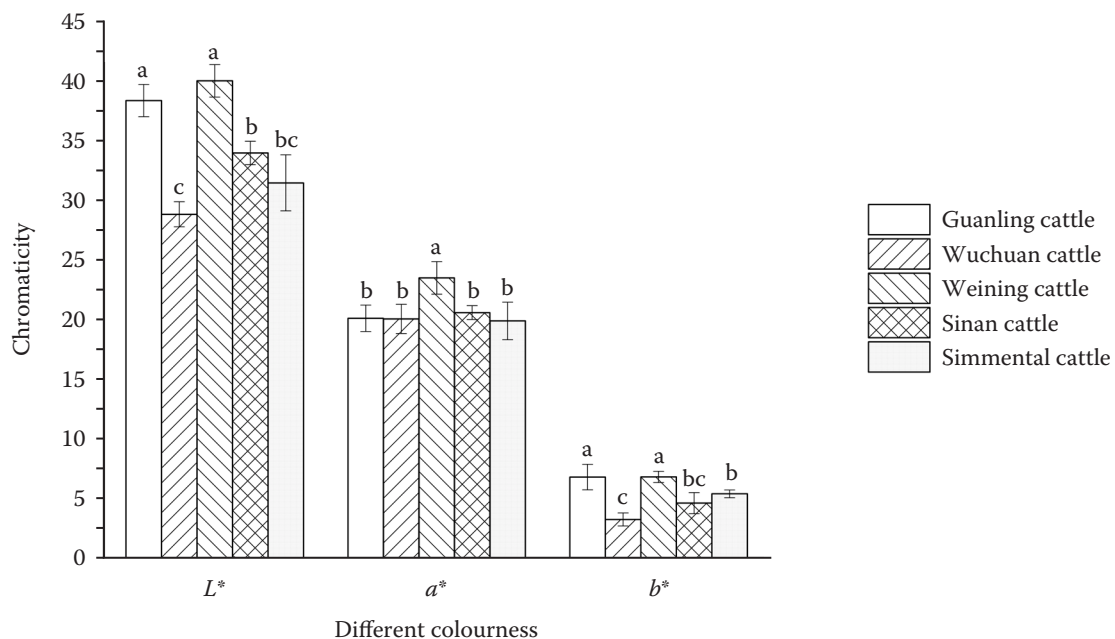 45
40
35
30
25
20
15
10
5
0
Chromaticity
a
c
a
b
bc
b
b
a
b
b
a
c
a
bc
b
L*
a*
b*
Different colourness
Guanling cattle
Wuchuan cattle
Weining cattle
Sinan cattle
Simmental cattle